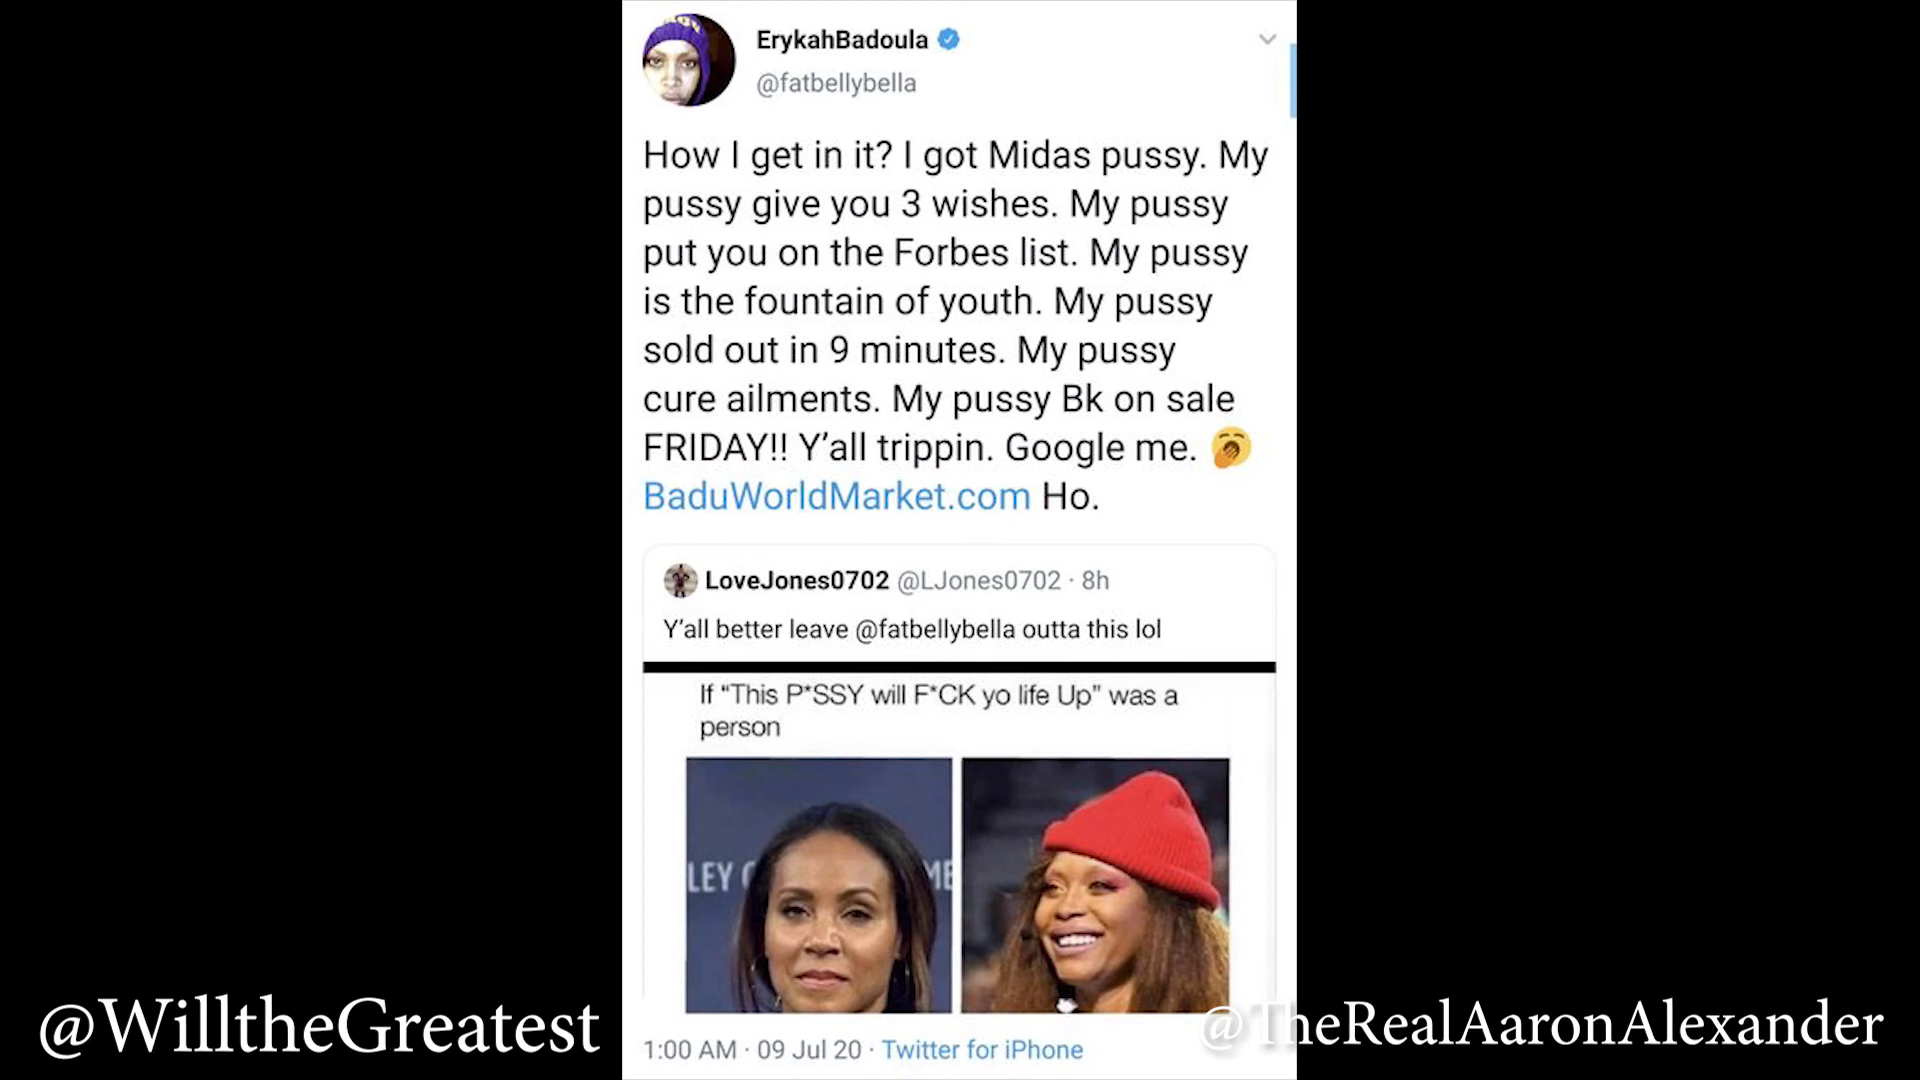 ErykahBadoula
@fatbellybella
How I get in it? I got Midas pussy. My
pussy give you 3 wishes. My pussy
put you on the Forbes list. My pussy
is the fountain of youth. My pussy
sold out in 9 minutes. My pussy
cure ailments. My pussy Bk on sale
FRIDAY!! Y’all trippin. Google me. 🥱
BaduWorldMarket.com Ho.
LoveJones0702 @LJones0702 · 8h
Y'all better leave @fatbellybella outta this lol
If “This P*SSY will F*CK yo life Up” was a
person
LEY
ME
@WilltheGreatest
@TheRealAaronAlexander
1:00 AM · 09 Jul 20 · Twitter for iPhone